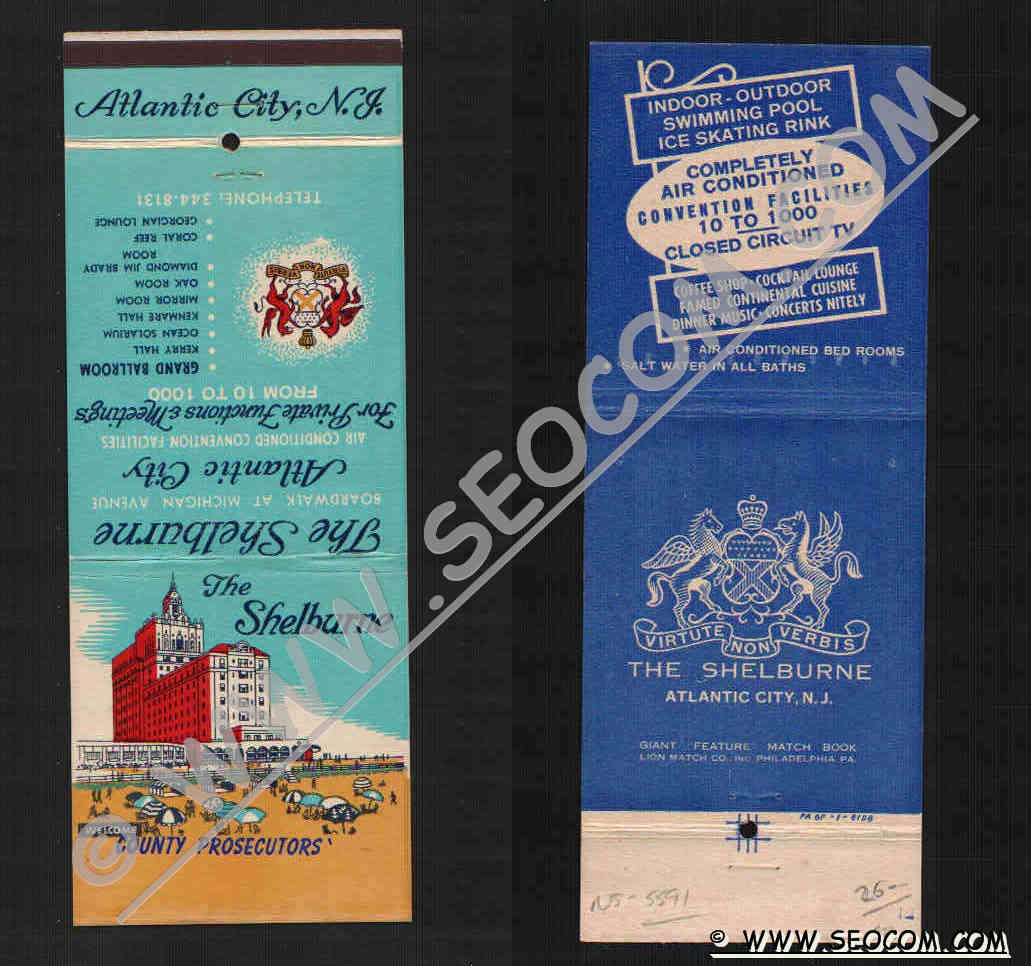 Atlantic City, N.J.
TELEPHONE: 344-8131
GEORGIAN LOUNGE
CORAL REEF
DIAMOND JIM BRADY ROOM
OAK ROOM
MIRROR ROOM
KENMARE HALL
OCEAN SOLARIUM
KERRY HALL
GRAND BALLROOM
FROM 10 TO 1000
For Private Functions & Meetings
AIR CONDITIONED CONVENTION FACILITIES
Atlantic City
BOARDWALK AT MICHIGAN AVENUE
The Shelburne
VIRTUTE NON VERBIS
The
Shelburne
WELCOME
"COUNTY PROSECUTORS'
INDOOR - OUTDOOR
SWIMMING POOL
ICE SKATING RINK
COMPLETELY
AIR CONDITIONED
CONVENTION FACILITIES
10 TO 1000
CLOSED CIRCUIT TV
COFFEE SHOP • COCKTAIL LOUNGE
FAMED CONTINENTAL CUISINE
DINNER MUSIC • CONCERTS NITELY
• AIR CONDITIONED BED ROOMS
• SALT WATER IN ALL BATHS
VIRTUTE NON VERBIS
THE SHELBURNE
ATLANTIC CITY, N.J.
GIANT FEATURE MATCH BOOK
LION MATCH CO., INC. PHILADELPHIA PA.
NJ-5591
25-
© WWW.SEOCOM.COM
© WWW.SEOCOM.COM